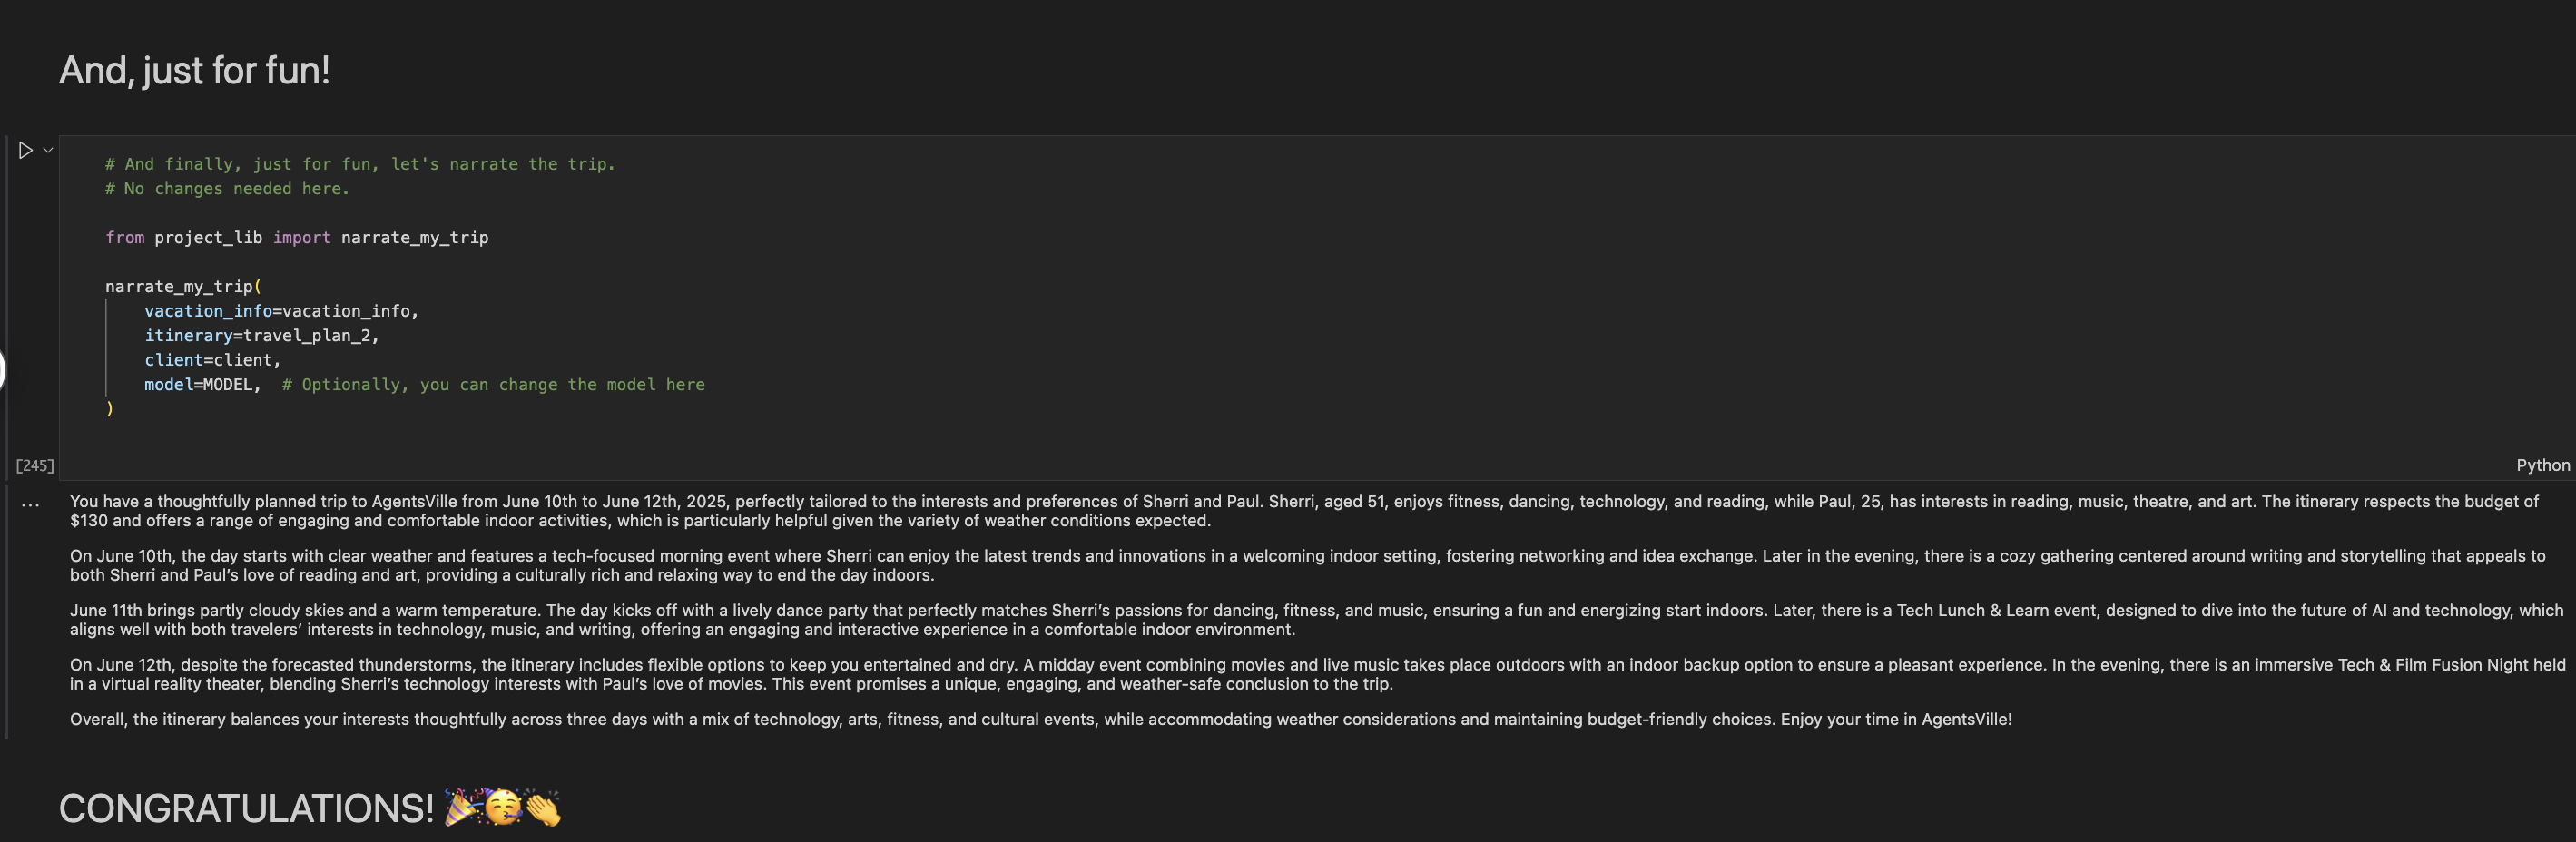 And, just for fun!
# And finally, just for fun, let's narrate the trip.
# No changes needed here.
from project_lib import narrate_my_trip
narrate_my_trip(
    vacation_info=vacation_info,
    itinerary=travel_plan_2,
    client=client,
    model=MODEL,  # Optionally, you can change the model here
)
[245]
Python
...
You have a thoughtfully planned trip to AgentsVille from June 10th to June 12th, 2025, perfectly tailored to the interests and preferences of Sherri and Paul. Sherri, aged 51, enjoys fitness, dancing, technology, and reading, while Paul, 25, has interests in reading, music, theatre, and art. The itinerary respects the budget of
$130 and offers a range of engaging and comfortable indoor activities, which is particularly helpful given the variety of weather conditions expected.
On June 10th, the day starts with clear weather and features a tech-focused morning event where Sherri can enjoy the latest trends and innovations in a welcoming indoor setting, fostering networking and idea exchange. Later in the evening, there is a cozy gathering centered around writing and storytelling that appeals to
both Sherri and Paul’s love of reading and art, providing a culturally rich and relaxing way to end the day indoors.
June 11th brings partly cloudy skies and a warm temperature. The day kicks off with a lively dance party that perfectly matches Sherri’s passions for dancing, fitness, and music, ensuring a fun and energizing start indoors. Later, there is a Tech Lunch & Learn event, designed to dive into the future of AI and technology, which
aligns well with both travelers’ interests in technology, music, and writing, offering an engaging and interactive experience in a comfortable indoor environment.
On June 12th, despite the forecasted thunderstorms, the itinerary includes flexible options to keep you entertained and dry. A midday event combining movies and live music takes place outdoors with an indoor backup option to ensure a pleasant experience. In the evening, there is an immersive Tech & Film Fusion Night held
in a virtual reality theater, blending Sherri’s technology interests with Paul’s love of movies. This event promises a unique, engaging, and weather-safe conclusion to the trip.
Overall, the itinerary balances your interests thoughtfully across three days with a mix of technology, arts, fitness, and cultural events, while accommodating weather considerations and maintaining budget-friendly choices. Enjoy your time in AgentsVille!
CONGRATULATIONS! 🎉🥳👏